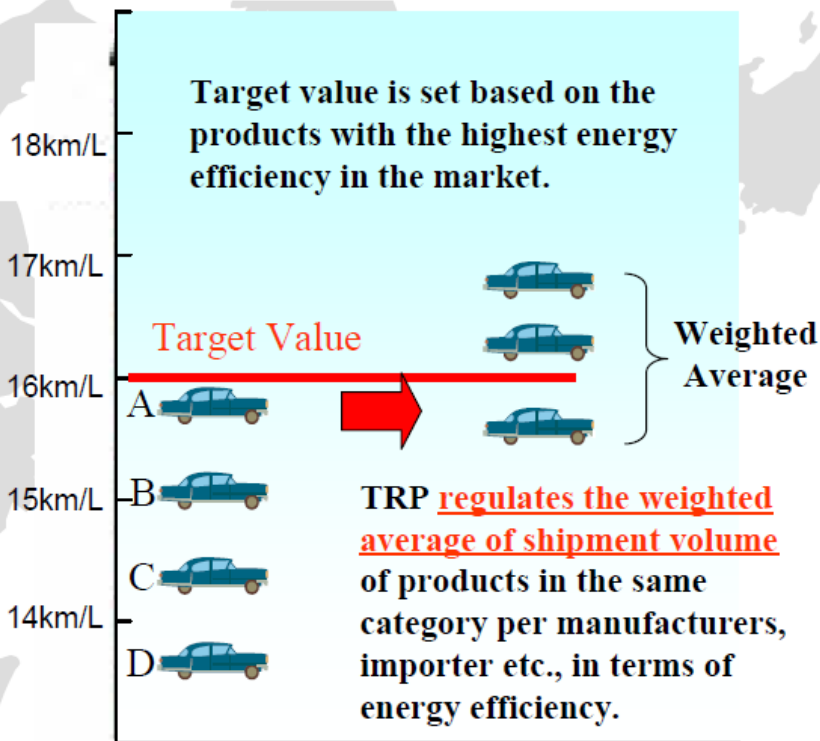 Target value is set based on the
products with the highest energy
efficiency in the market.
18km/L
17km/L
Target Value
16km/L
Weighted
Average
A
B
15km/L
C
14km/L
D
TRP regulates the weighted
average of shipment volume
of products in the same
category per manufacturers,
importer etc., in terms of
energy efficiency.